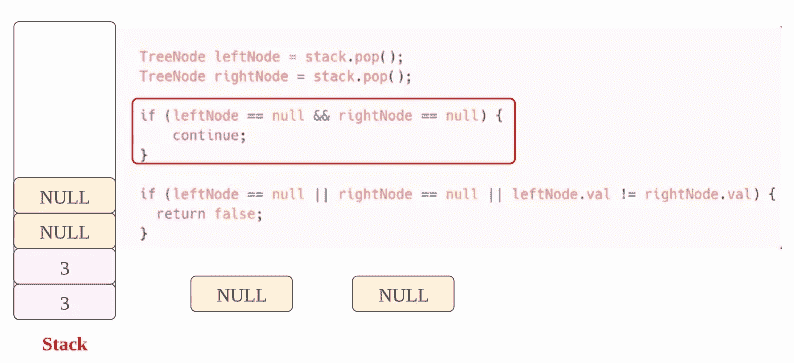 TreeNode leftNode = stack.pop();
TreeNode rightNode = stack.pop();
if (leftNode == null && rightNode == null) {
continue;
}
if (leftNode == null || rightNode == null || leftNode.val != rightNode.val) {
return false;
}
NULL
NULL
3
3
Stack
NULL NULL